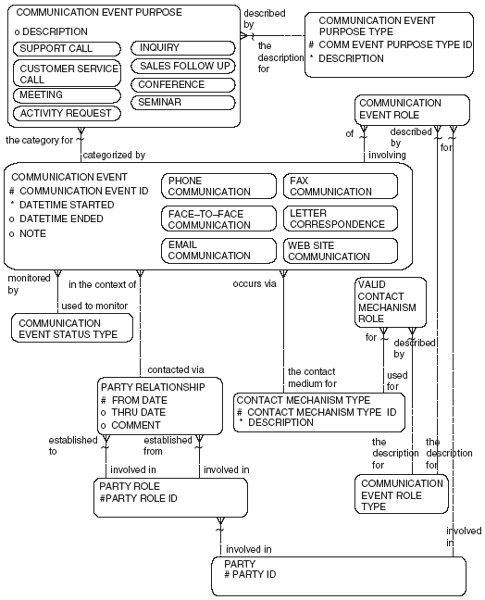 COMMUNICATION EVENT PURPOSE
o DESCRIPTION
SUPPORT CALL
INQUIRY
CUSTOMER SERVICE
CALL
SALES FOLLOW UP
MEETING
CONFERENCE
ACTIVITY REQUEST
SEMINAR
described
by
the
description
for
COMMUNICATION EVENT
PURPOSE TYPE
# COMM EVENT PURPOSE TYPE ID
* DESCRIPTION
COMMUNICATION
EVENT ROLE
the category for
categorized by
of
involving
described
by
for
COMMUNICATION EVENT
# COMMUNICATION EVENT ID
* DATETIME STARTED
o DATETIME ENDED
o NOTE
PHONE
COMMUNICATION
FAX
COMMUNICATION
FACE–TO–FACE
COMMUNICATION
LETTER
CORRESPONDENCE
EMAIL
COMMUNICATION
WEB SITE
COMMUNICATION
monitored
by
in the context of
occurs via
used to monitor
COMMUNICATION
EVENT STATUS TYPE
VALID
CONTACT
MECHANISM
ROLE
for
described
by
contacted via
the contact
medium for
used
for
PARTY RELATIONSHIP
# FROM DATE
o THRU DATE
o COMMENT
CONTACT MECHANISM TYPE
# CONTACT MECHANISM TYPE ID
* DESCRIPTION
established
to
established
from
the
description
for
the
description
for
involved in
involved in
PARTY ROLE
#PARTY ROLE ID
COMMUNICATION
EVENT ROLE
TYPE
involved
in
involved in
PARTY
# PARTY ID